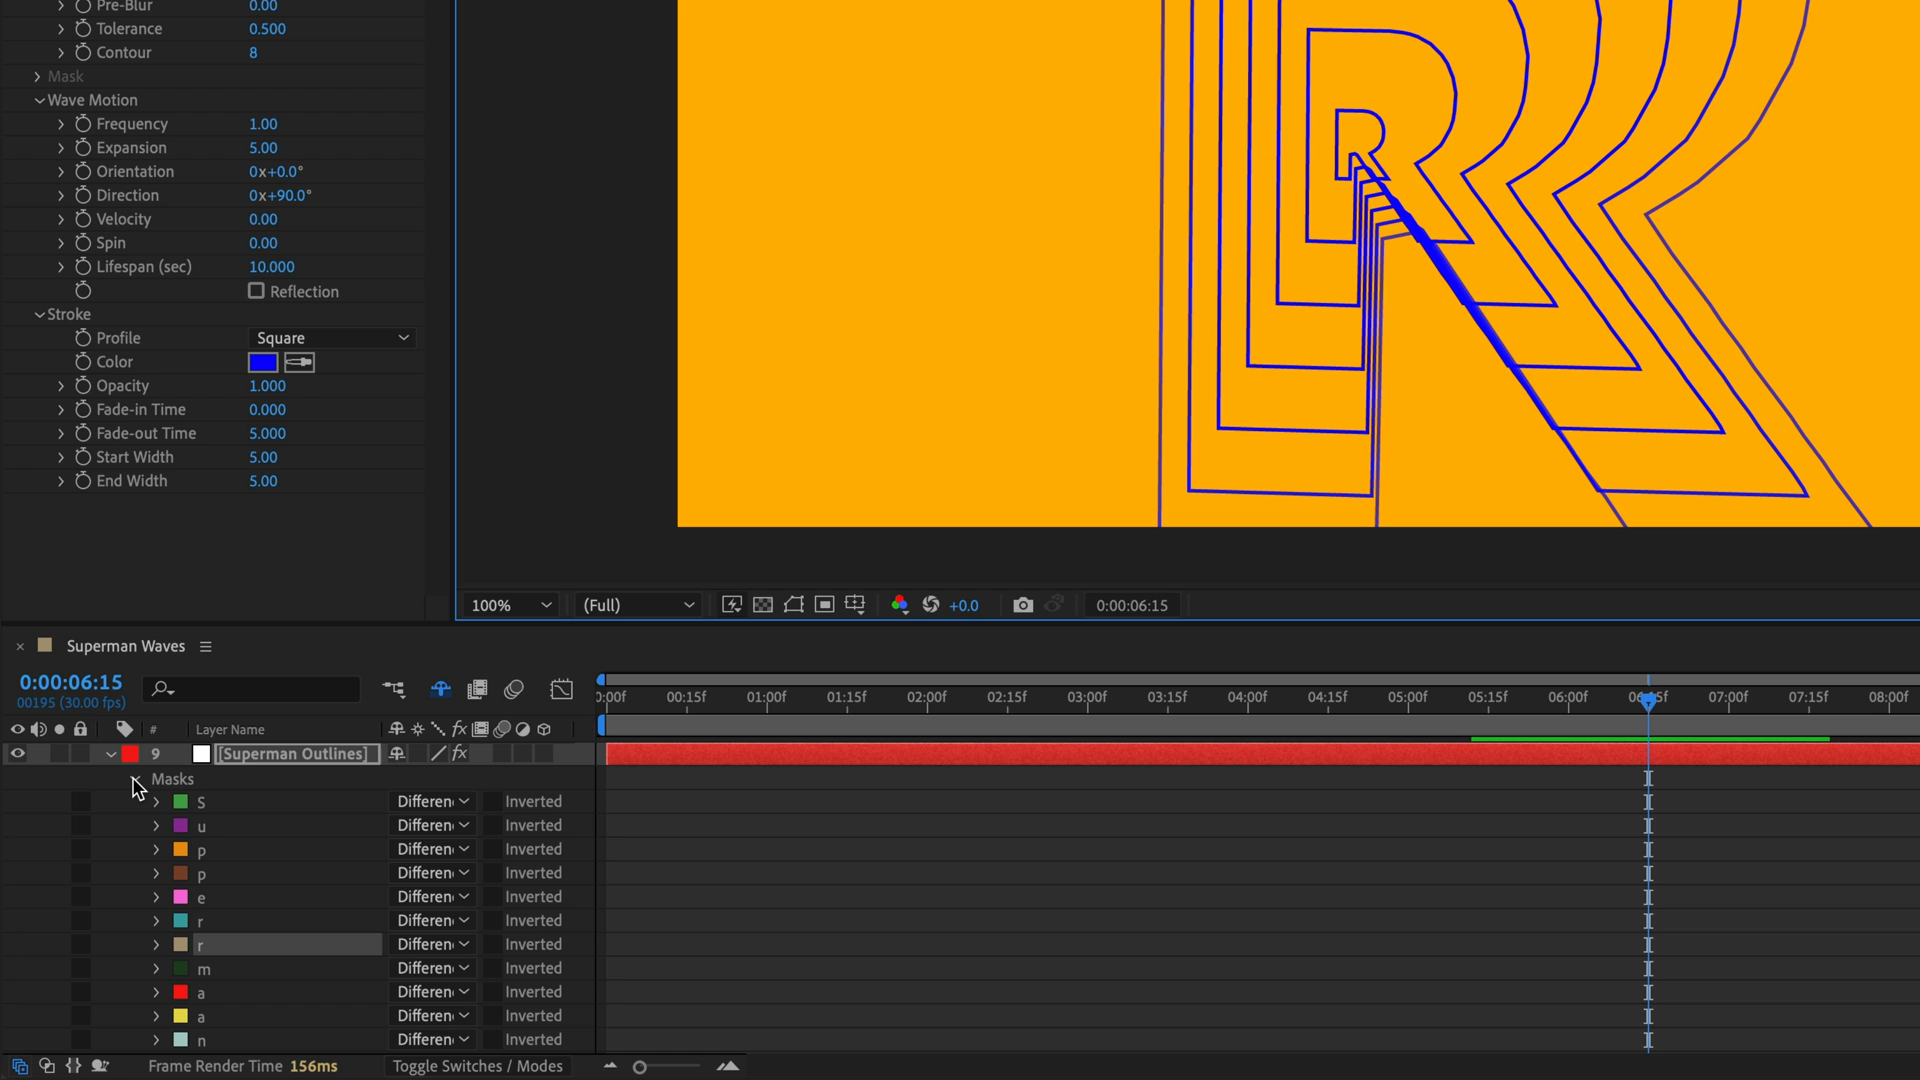 Pre-Blur 0.00
Tolerance 0.500
Contour 8
Mask
Wave Motion
Frequency 1.00
Expansion 5.00
Orientation 0x+0.0°
Direction 0x+90.0°
Velocity 0.00
Spin 0.00
Lifespan (sec) 10.000
Reflection
Stroke
Profile Square
Color
Opacity 1.000
Fade-in Time 0.000
Fade-out Time 5.000
Start Width 5.00
End Width 5.00
R
100% (Full) +0.0 0:00:06:15
Superman Waves
0:00:06:15
00195 (30.00 fps)
:00f 00:15f 01:00f 01:15f 02:00f 02:15f 03:00f 03:15f 04:00f 04:15f 05:00f 05:15f 06:00f 06:15f 07:00f 07:15f 08:00f
# Layer Name fx
9 [Superman Outlines] fx
Masks
S Differen Inverted
u Differen Inverted
p Differen Inverted
p Differen Inverted
e Differen Inverted
r Differen Inverted
r Differen Inverted
m Differen Inverted
a Differen Inverted
a Differen Inverted
n Differen Inverted
Frame Render Time 156ms Toggle Switches / Modes